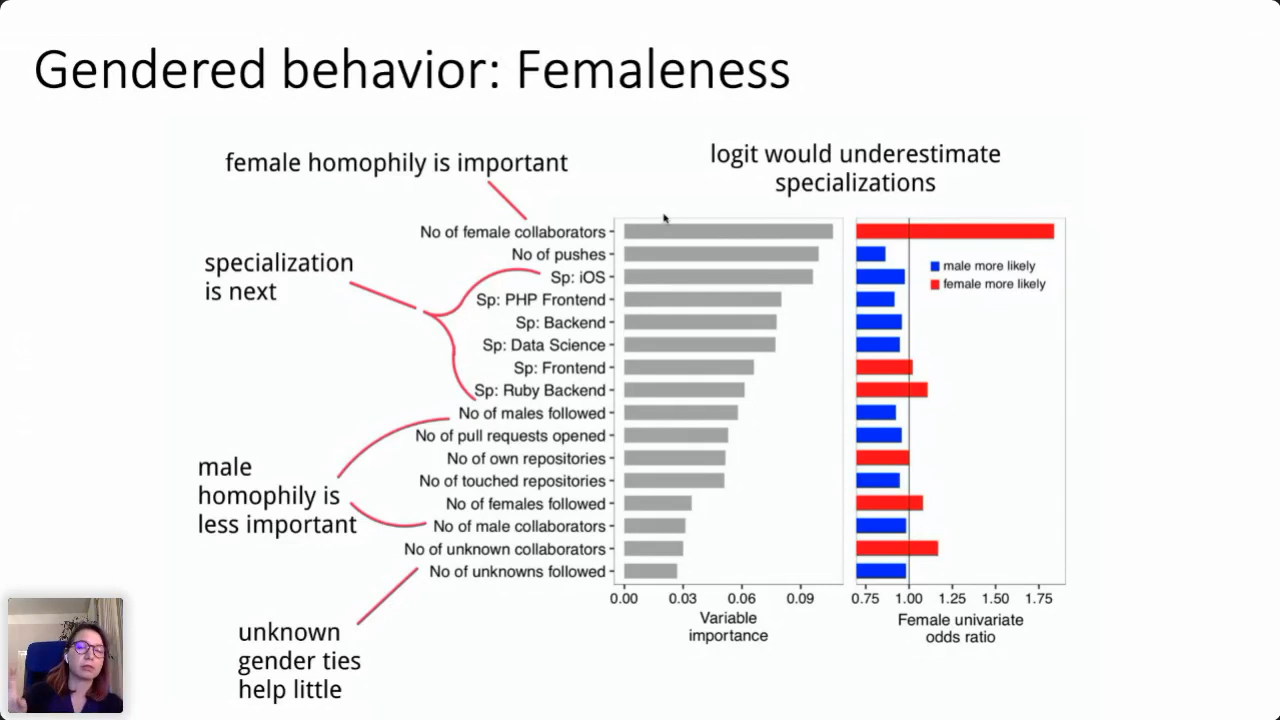 Gendered behavior: Femaleness
female homophily is important
logit would underestimate
specializations
specialization
is next
male
homophily is
less important
unknown
gender ties
help little
No of female collaborators
No of pushes
Sp: iOS
Sp: PHP Frontend
Sp: Backend
Sp: Data Science
Sp: Frontend
Sp: Ruby Backend
No of males followed
No of pull requests opened
No of own repositories
No of touched repositories
No of females followed
No of male collaborators
No of unknown collaborators
No of unknowns followed
0.00 0.03 0.06 0.09
Variable
importance
male more likely
female more likely
0.75 1.00 1.25 1.50 1.75
Female univariate
odds ratio